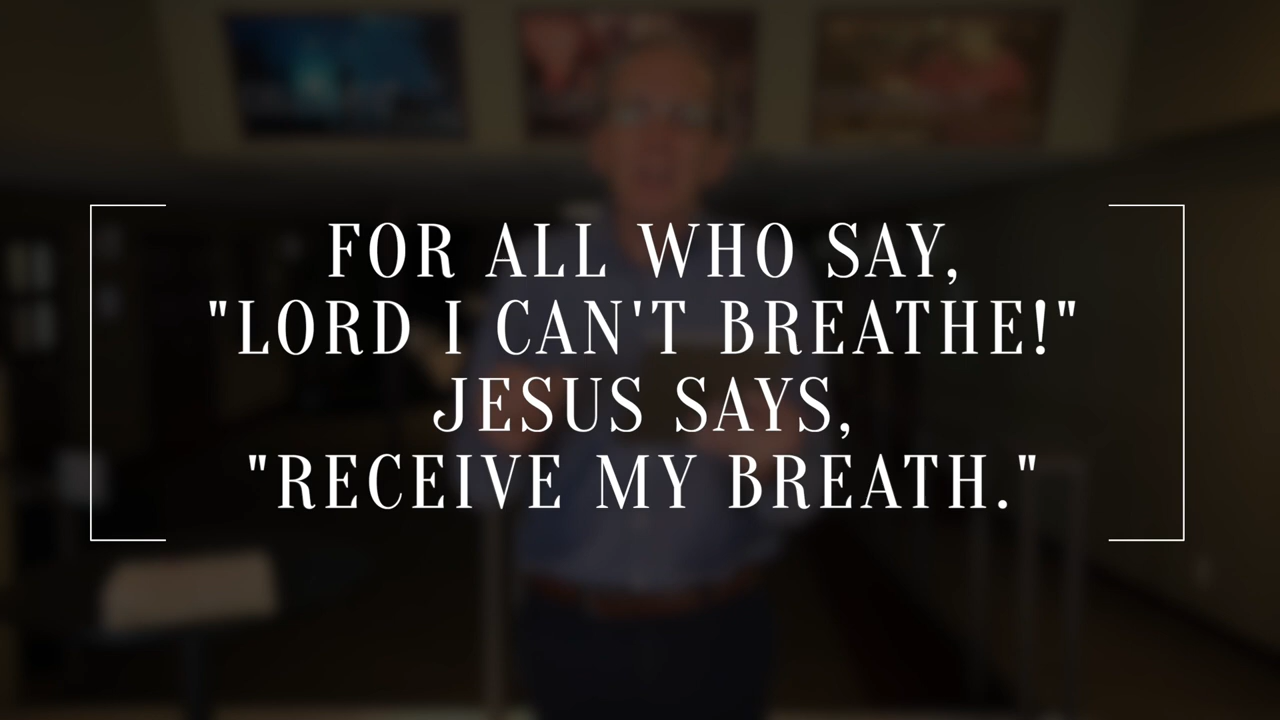 FOR ALL WHO SAY,
"LORD I CAN'T BREATHE!"
JESUS SAYS,
"RECEIVE MY BREATH."